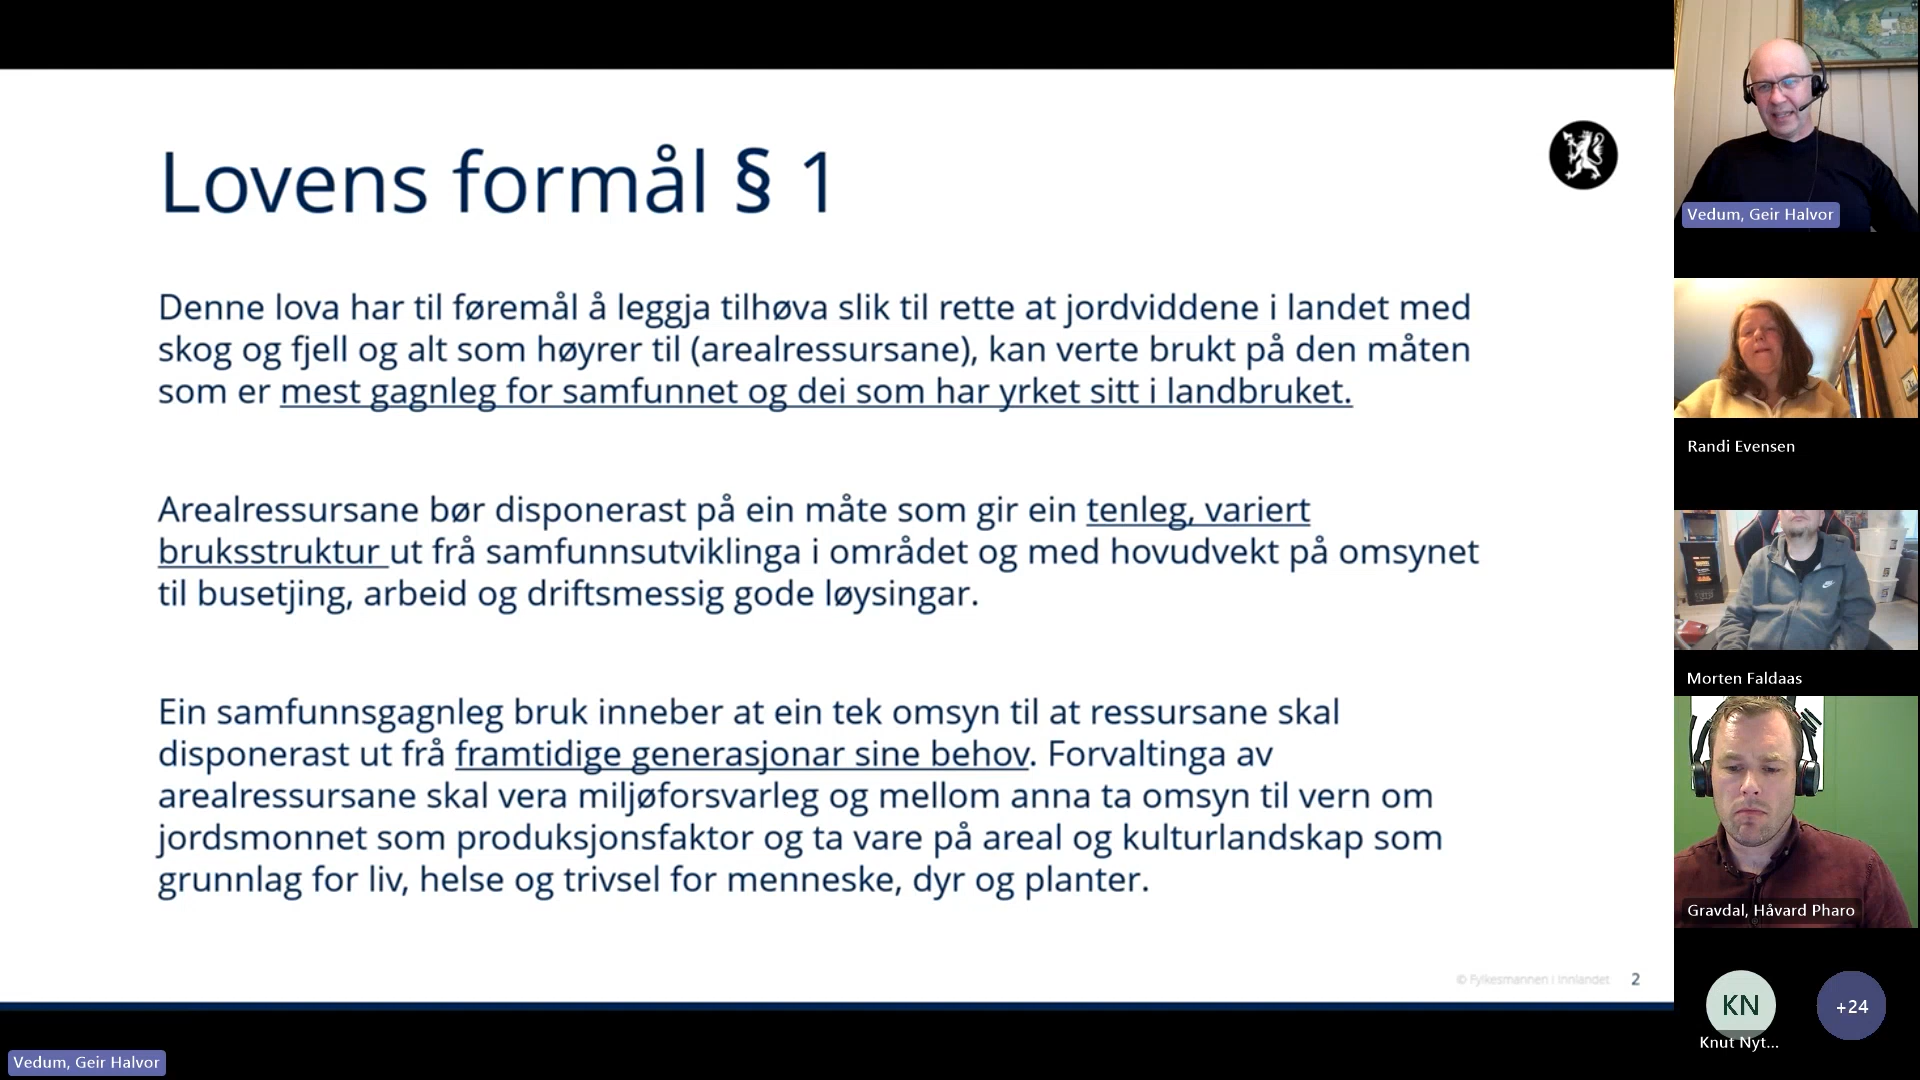 Lovens formål § 1
Denne lova har til føremål å leggja tilhøva slik til rette at jordviddene i landet med
skog og fjell og alt som høyrer til (arealressursane), kan verte brukt på den måten
som er mest gagnleg for samfunnet og dei som har yrket sitt i landbruket.
Arealressursane bør disponerast på ein måte som gir ein tenleg, variert
bruksstruktur ut frå samfunnsutviklinga i området og med hovudvekt på omsynet
til busetjing, arbeid og driftsmessig gode løysingar.
Ein samfunnsgagnleg bruk inneber at ein tek omsyn til at ressursane skal
disponerast ut frå framtidige generasjonar sine behov. Forvaltinga av
arealressursane skal vera miljøforsvarleg og mellom anna ta omsyn til vern om
jordsmonnet som produksjonsfaktor og ta vare på areal og kulturlandskap som
grunnlag for liv, helse og trivsel for menneske, dyr og planter.
© Fylkesmannen i Innlandet
2
Vedum, Geir Halvor
Vedum, Geir Halvor
Randi Evensen
Morten Faldaas
Gravdal, Håvard Pharo
KN
+24
Knut Nyt...